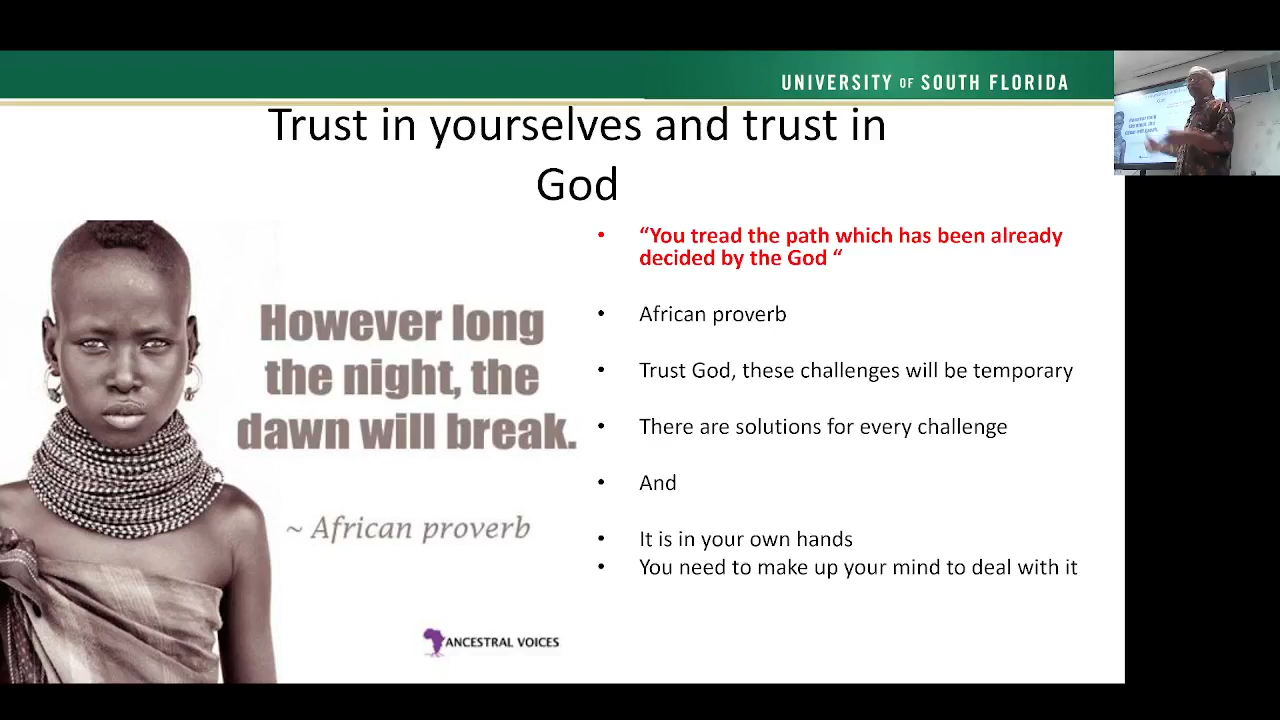 UNIVERSITY OF SOUTH FLORIDA
Trust in yourselves and trust in
God
However long
the night, the
dawn will break.
~ African proverb
ANCESTRAL VOICES
• “You tread the path which has been already
decided by the God “
• African proverb
• Trust God, these challenges will be temporary
• There are solutions for every challenge
• And
• It is in your own hands
• You need to make up your mind to deal with it